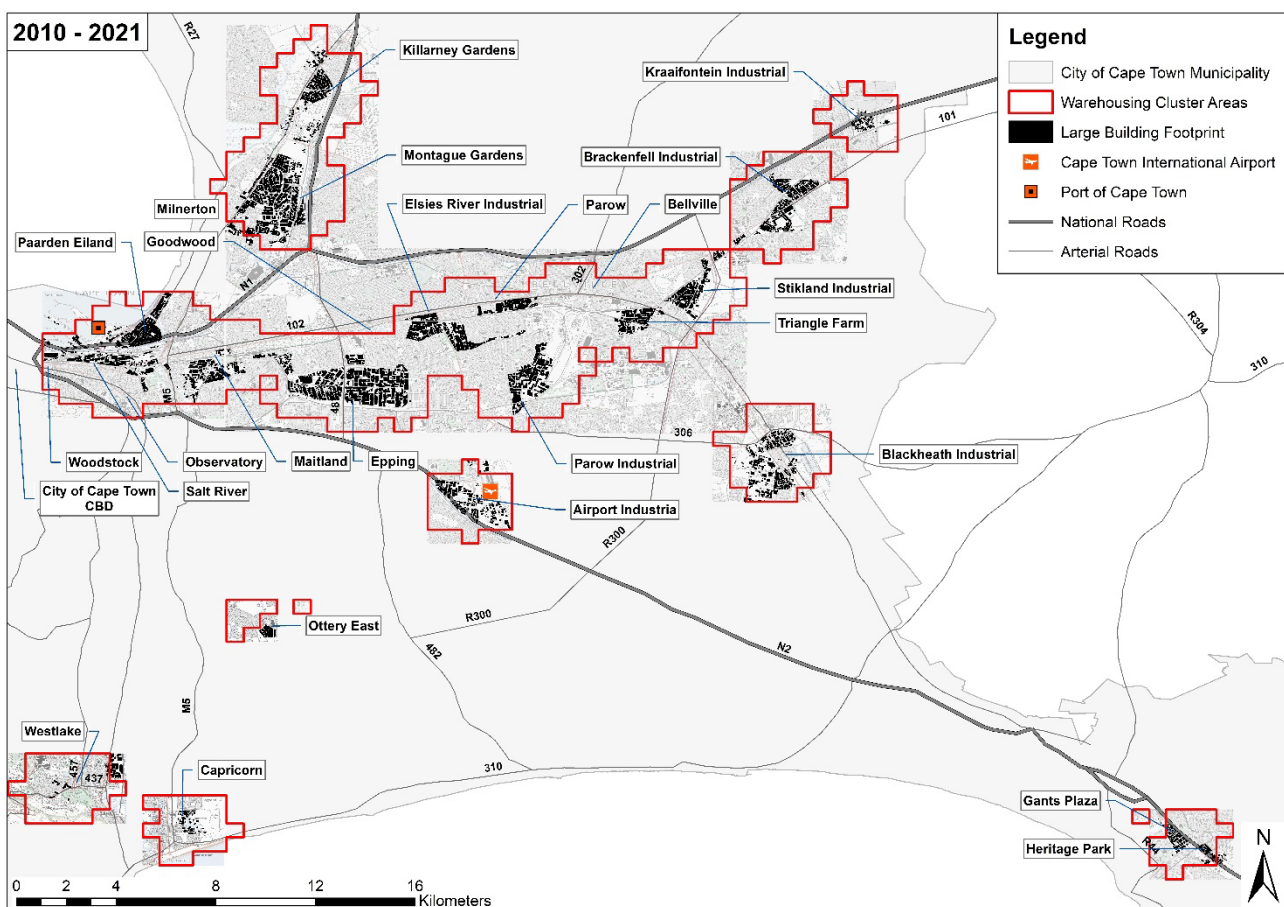 2010 - 2021
R27
Killarney Gardens
Kraaifontein Industrial
101
Montague Gardens
Brackenfell Industrial
Milnerton
Elsies River Industrial
Parow
Bellville
Paarden Eiland
Goodwood
N1
302
Stikland Industrial
102
Triangle Farm
R304
310
M5
306
Woodstock
Observatory
Maitland
Epping
Parow Industrial
Blackheath Industrial
City of Cape Town
CBD
Salt River
Airport Industria
R300
Ottery East
R300
482
N2
M5
Westlake
457
437
Capricorn
310
Gants Plaza
Heritage Park
R44
Legend
City of Cape Town Municipality
Warehousing Cluster Areas
Large Building Footprint
Cape Town International Airport
Port of Cape Town
National Roads
Arterial Roads
N
0 2 4 8 12 16
Kilometers